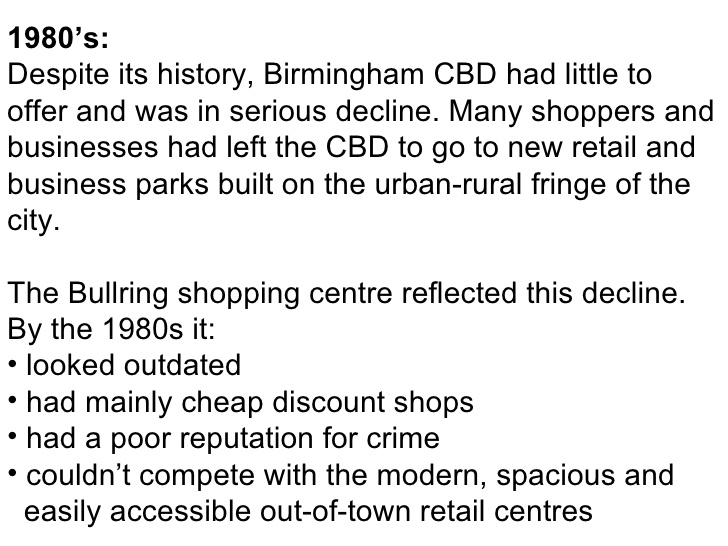 1980’s:
Despite its history, Birmingham CBD had little to
offer and was in serious decline. Many shoppers and
businesses had left the CBD to go to new retail and
business parks built on the urban-rural fringe of the
city.
The Bullring shopping centre reflected this decline.
By the 1980s it:
• looked outdated
• had mainly cheap discount shops
• had a poor reputation for crime
• couldn’t compete with the modern, spacious and
easily accessible out-of-town retail centres